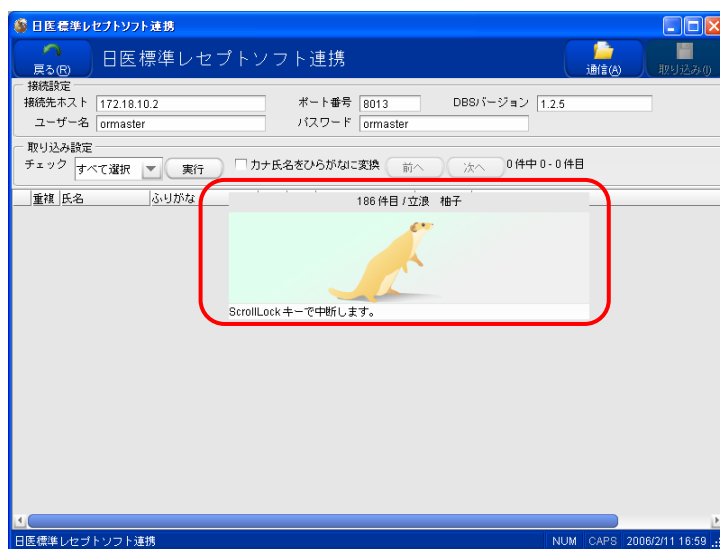 日医標準レセプトソフト連携
戻る(R)
日医標準レセプトソフト連携
通信(A)
取り込み(I)
接続設定
接続先ホスト 172.18.10.2 ポート番号 8013 DBSバージョン 1.2.5
ユーザー名 ormaster パスワード ormaster
取り込み設定
チェック すべて選択 実行 カナ氏名をひらがなに変換 前へ 次へ 0件中 0 - 0件目
重複 氏名 ふりがな
186 件目 / 立浪 柚子
ScrollLock キーで中断します。
日医標準レセプトソフト連携 NUM CAPS 2006/2/11 16:59